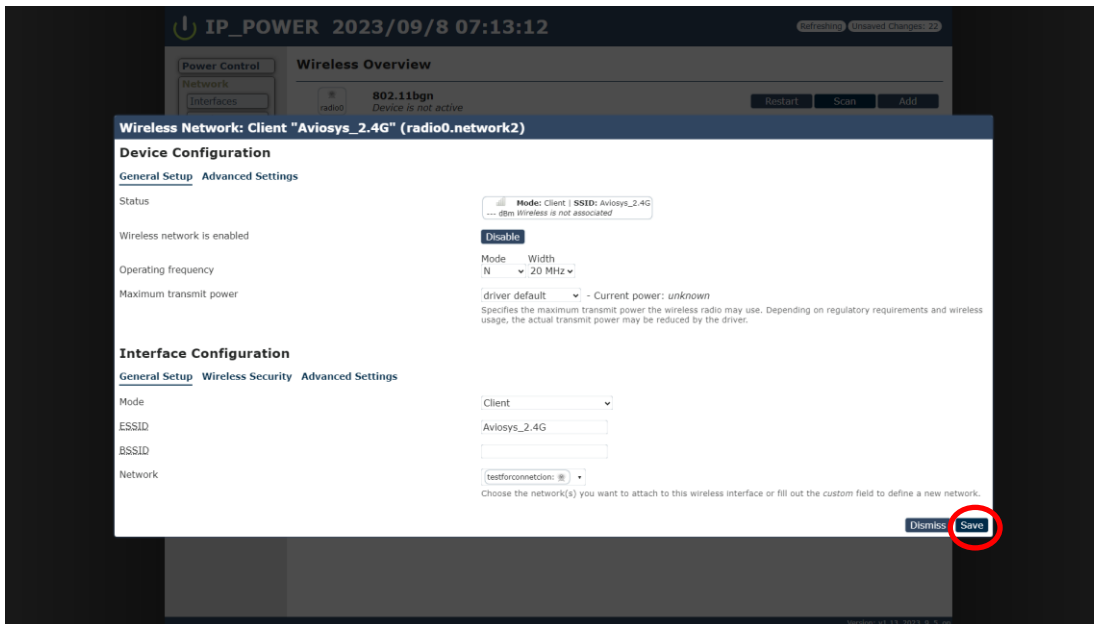 IP_POWER 2023/09/8 07:13:12
Refreshing Unsaved Changes: 22
Power Control
Network
Interfaces
Wireless Overview
radio0
802.11bgn
Device is not active
Restart Scan Add
Wireless Network: Client "Aviosys_2.4G" (radio0.network2)
Device Configuration
General Setup Advanced Settings
Status
Mode: Client | SSID: Aviosys_2.4G
--- dBm Wireless is not associated
Wireless network is enabled
Disable
Mode Width
Operating frequency
N 20 MHz
Maximum transmit power
driver default - Current power: unknown
Specifies the maximum transmit power the wireless radio may use. Depending on regulatory requirements and wireless
usage, the actual transmit power may be reduced by the driver.
Interface Configuration
General Setup Wireless Security Advanced Settings
Mode
Client
ESSID
Aviosys_2.4G
BSSID
Network
testforconnetcion:
Choose the network(s) you want to attach to this wireless interface or fill out the custom field to define a new network.
Dismiss Save